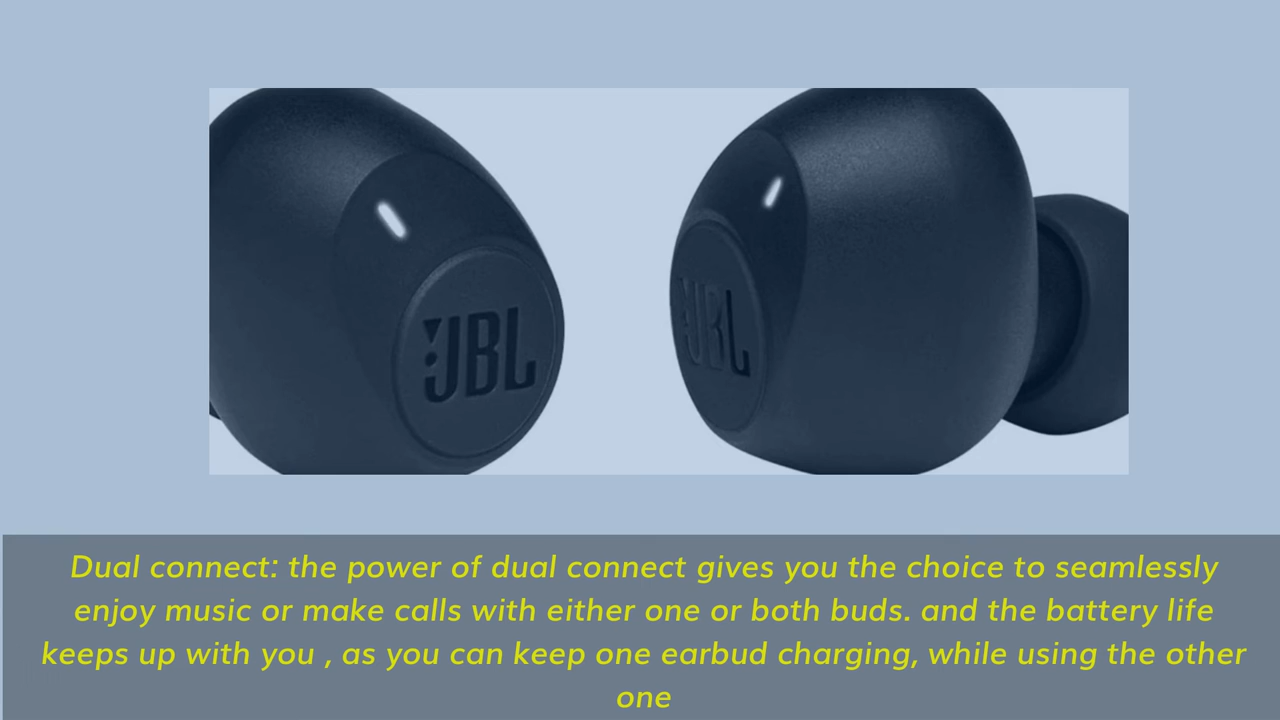 JBL
JBL
Dual connect: the power of dual connect gives you the choice to seamlessly
enjoy music or make calls with either one or both buds. and the battery life
keeps up with you , as you can keep one earbud charging, while using the other
one